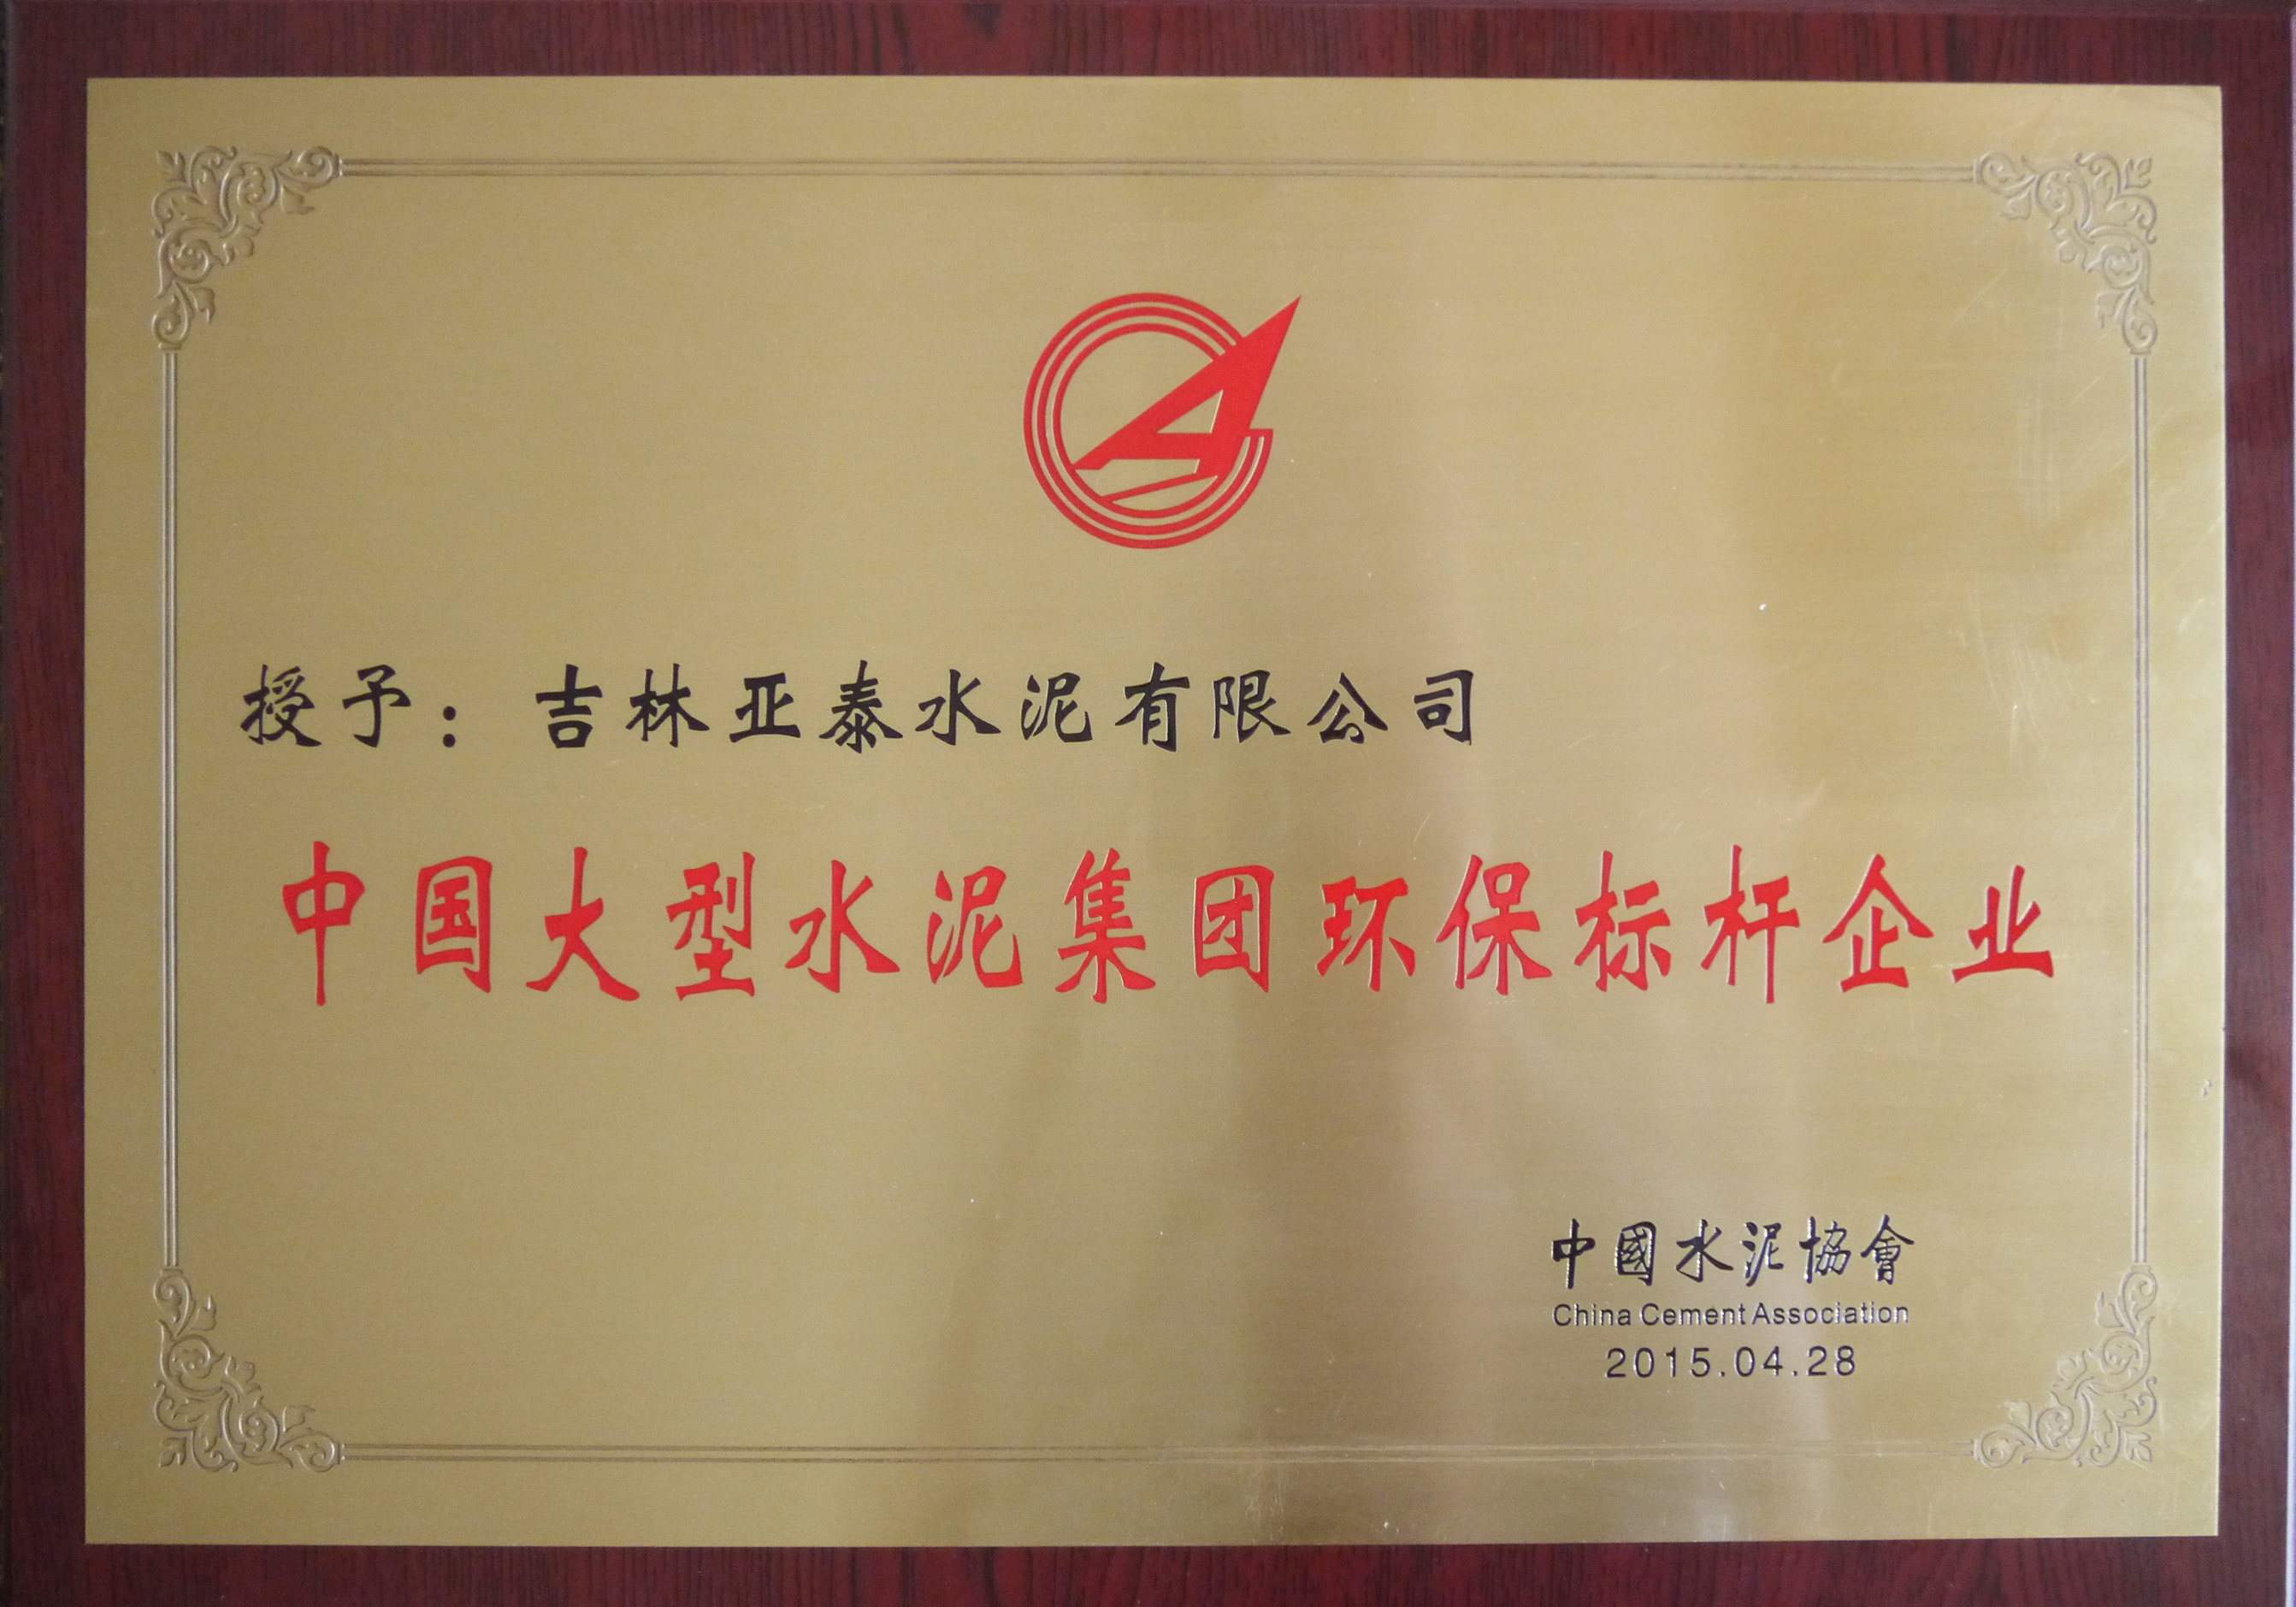 授予：吉林亚泰水泥有限公司
中国大型水泥集团环保标杆企业
中國水泥協會
China Cement Association
2015.04.28